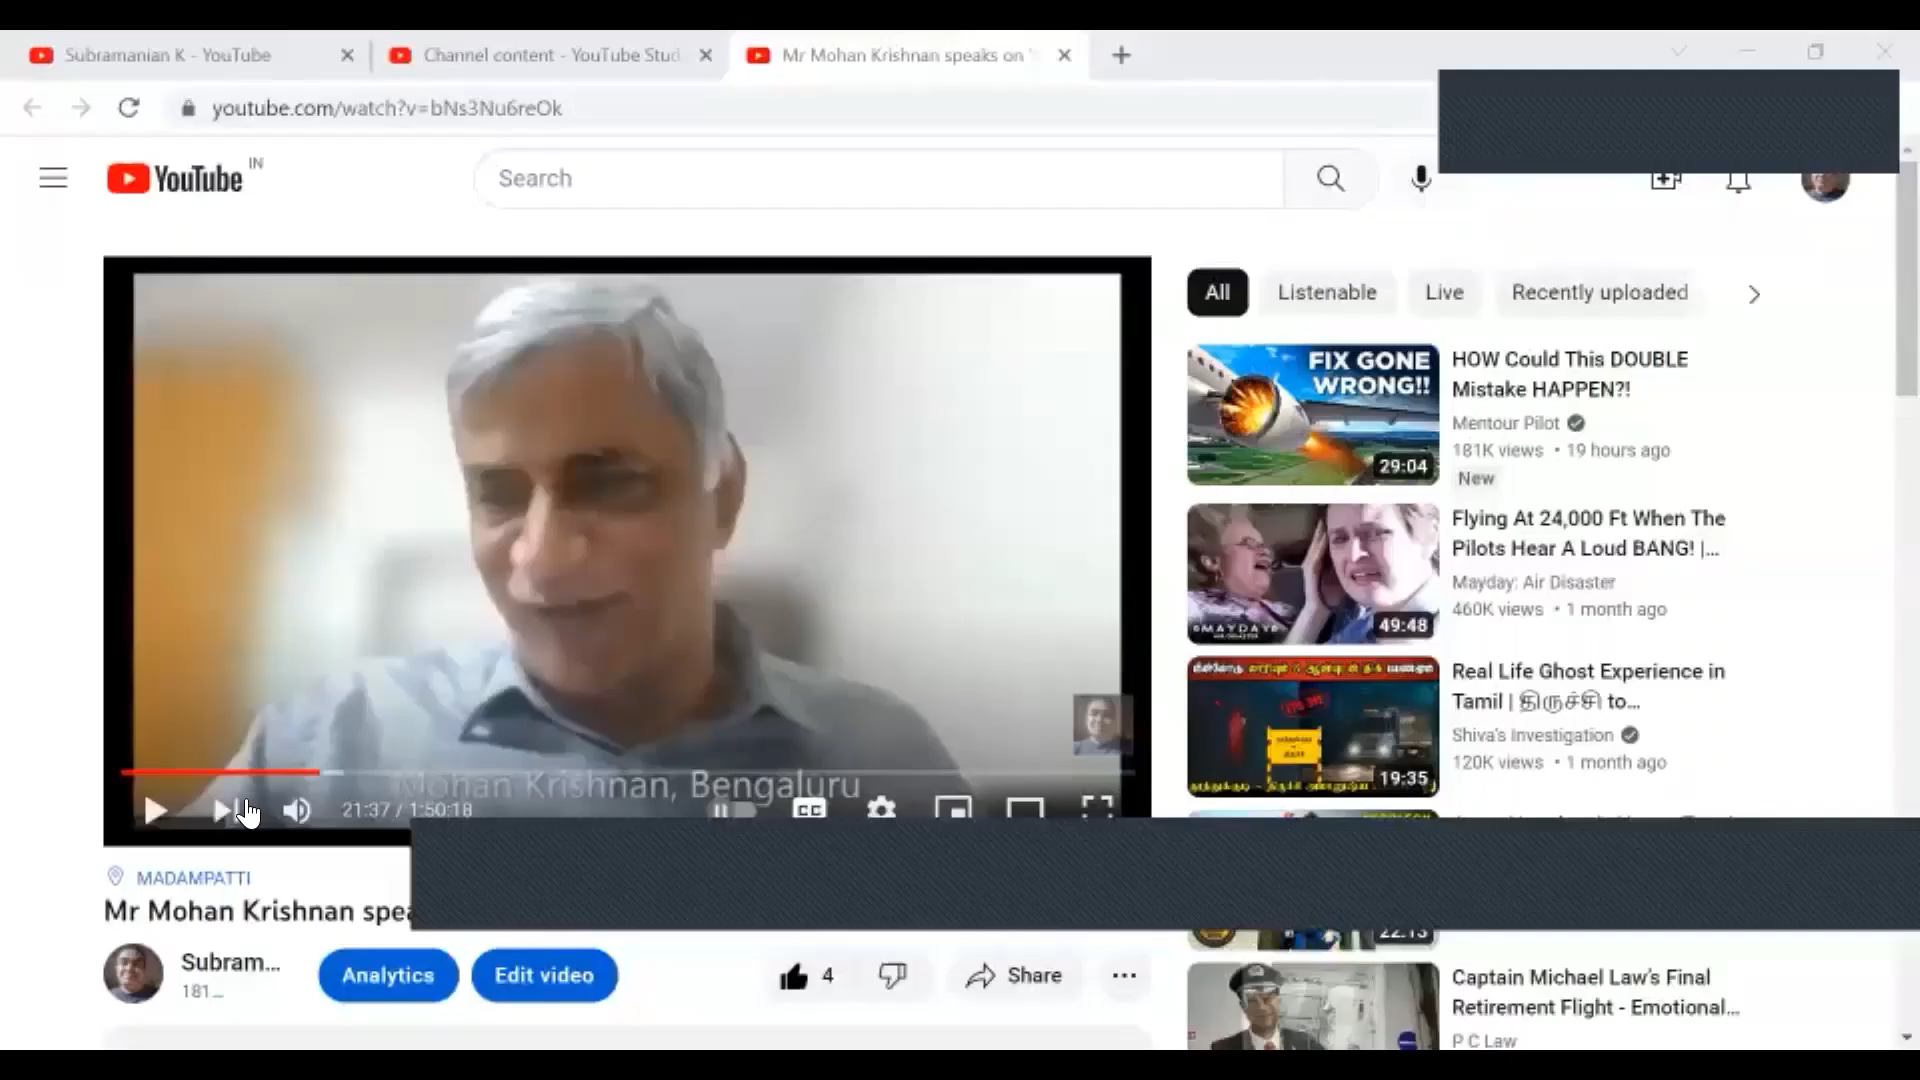 Subramanian K - YouTube
Channel content - YouTube Stud
Mr Mohan Krishnan speaks on
youtube.com/watch?v=bNs3Nu6reOk
YouTube IN
Search
All
Listenable
Live
Recently uploaded
FIX GONE
WRONG!!
29:04
HOW Could This DOUBLE
Mistake HAPPEN?!
Mentour Pilot
181K views • 19 hours ago
New
MAYDAY
49:48
Flying At 24,000 Ft When The
Pilots Hear A Loud BANG! |...
Mayday: Air Disaster
460K views • 1 month ago
19:35
Real Life Ghost Experience in
Tamil | திருச்சி to...
Shiva's Investigation
120K views • 1 month ago
Mohan Krishnan, Bengaluru
21:37 / 1:50:18
CC
MADAMPATTI
Mr Mohan Krishnan spea
22:13
Subram...
181...
Analytics
Edit video
4
Share
Captain Michael Law's Final
Retirement Flight - Emotional...
P C Law